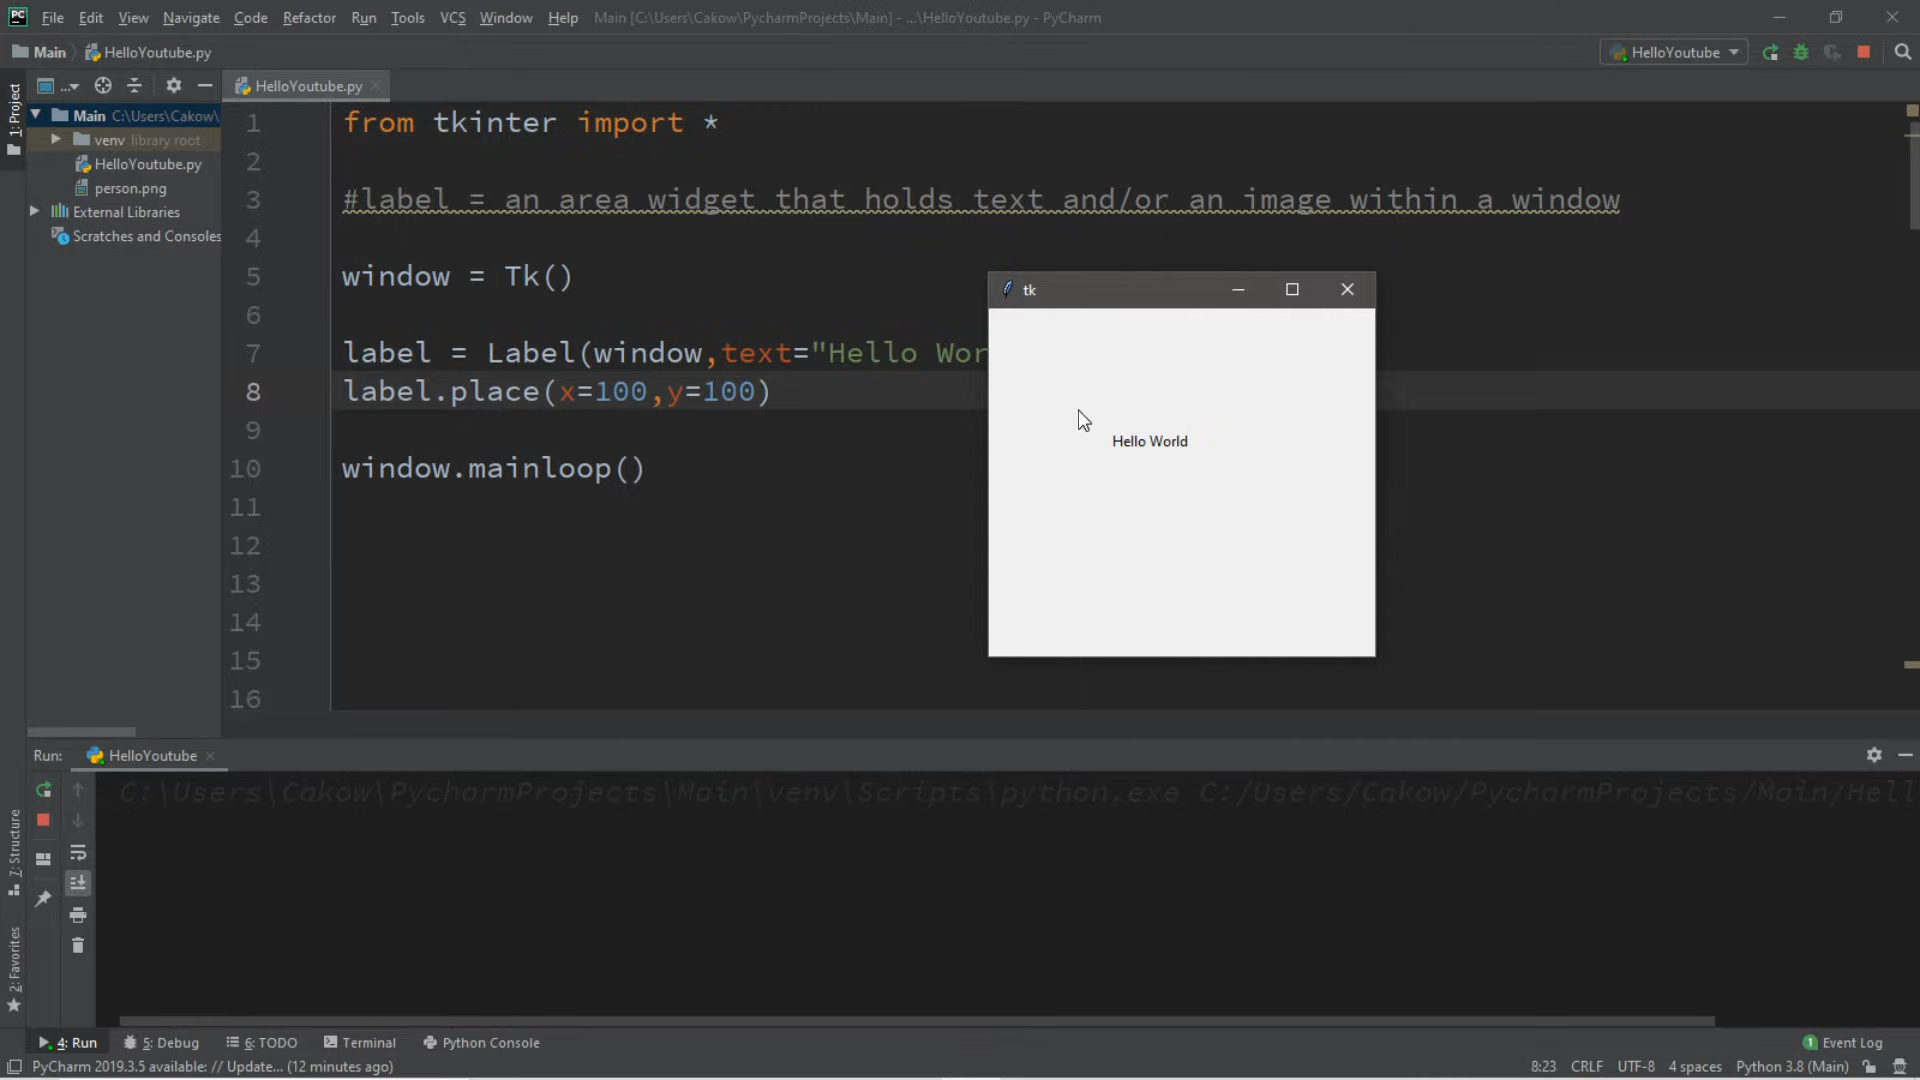 File Edit View Navigate Code Refactor Run Tools VCS Window Help Main [C:\Users\Cakow\PycharmProjects\Main] - ...\HelloYoutube.py - PyCharm
Main HelloYoutube.py HelloYoutube
... HelloYoutube.py
1: Project
Main C:\Users\Cakow\
venv library root
HelloYoutube.py
person.png
External Libraries
Scratches and Consoles
1 from tkinter import *
2
3 #label = an area widget that holds text and/or an image within a window
4
5 window = Tk()
6
7 label = Label(window,text="Hello Wor
8 label.place(x=100,y=100)
9
10 window.mainloop()
11
12
13
14
15
16
tk
Hello World
Run: HelloYoutube
C:\Users\Cakow\PycharmProjects\Main\venv\Scripts\python.exe C:/Users/Cakow/PycharmProjects/Main/Hell
7: Structure
2: Favorites
4: Run 5: Debug 6: TODO Terminal Python Console 1 Event Log
PyCharm 2019.3.5 available: // Update... (12 minutes ago) 8:23 CRLF UTF-8 4 spaces Python 3.8 (Main)